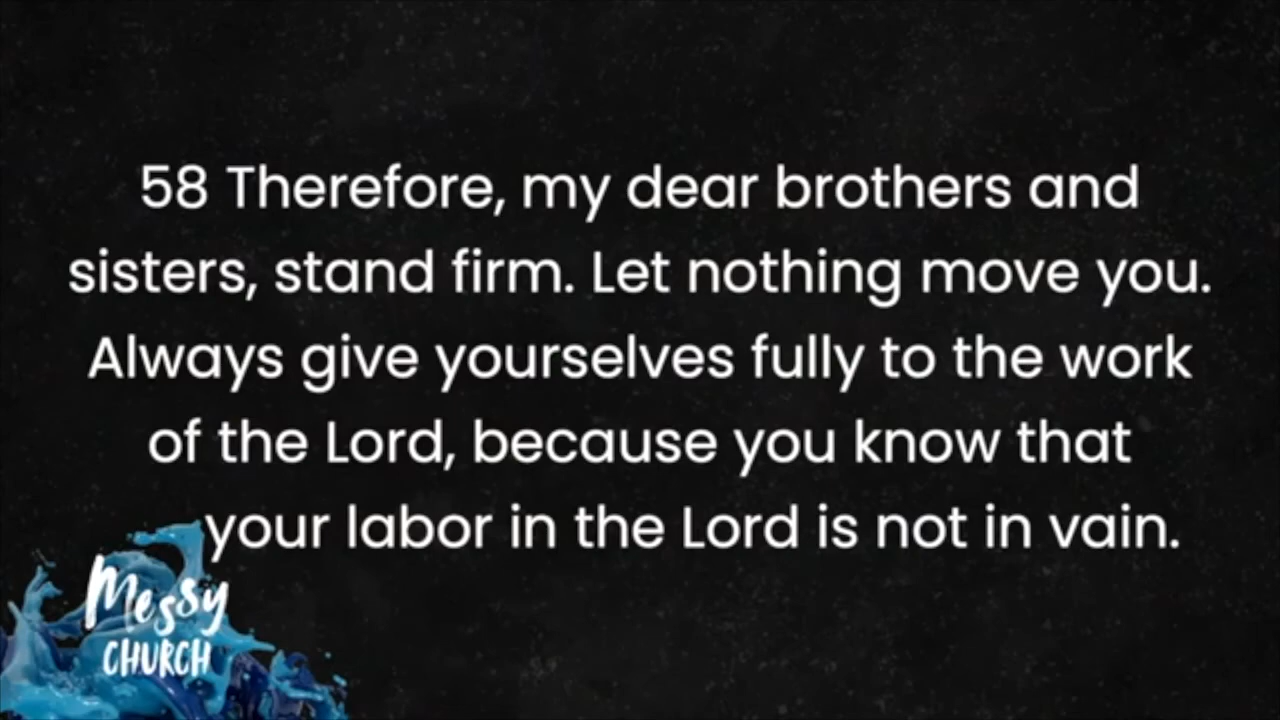 58 Therefore, my dear brothers and
sisters, stand firm. Let nothing move you.
Always give yourselves fully to the work
of the Lord, because you know that
your labor in the Lord is not in vain.
Messy
CHURCH